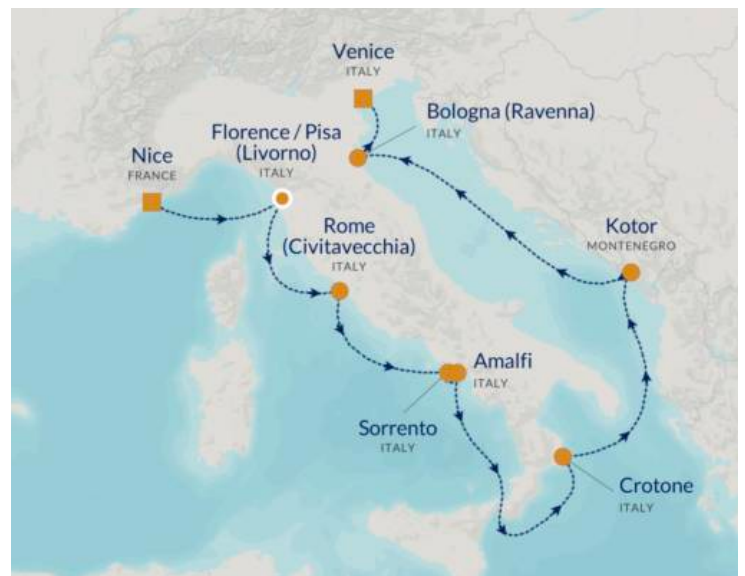 Venice
ITALY
Bologna (Ravenna)
ITALY
Florence / Pisa
(Livorno)
ITALY
Nice
FRANCE
Rome
(Civitavecchia)
ITALY
Kotor
MONTENEGRO
Amalfi
ITALY
Sorrento
ITALY
Crotone
ITALY